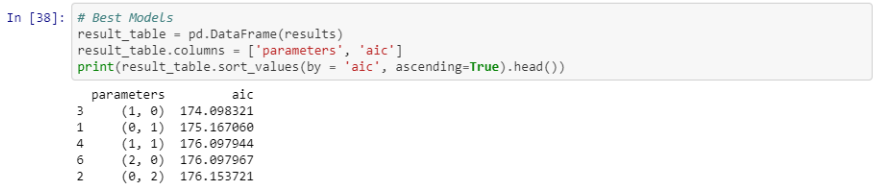 In [38]: # Best Models
result_table = pd.DataFrame(results)
result_table.columns = ['parameters', 'aic']
print(result_table.sort_values(by = 'aic', ascending=True).head())
parameters aic
3 (1, 0) 174.098321
1 (0, 1) 175.167060
4 (1, 1) 176.097944
6 (2, 0) 176.097967
2 (0, 2) 176.153721